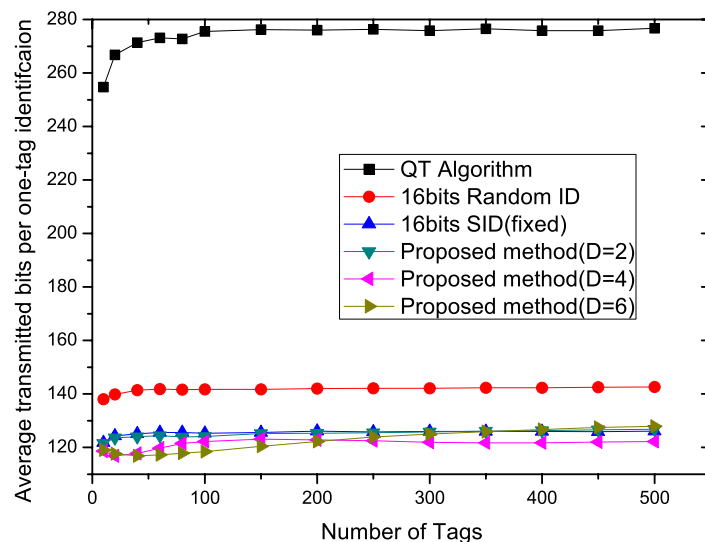 Average transmitted bits per one-tag identifcaion
280
260
240
220
200
180
160
140
120
0
100
200
300
400
500
Number of Tags
QT Algorithm
16bits Random ID
16bits SID(fixed)
Proposed method(D=2)
Proposed method(D=4)
Proposed method(D=6)